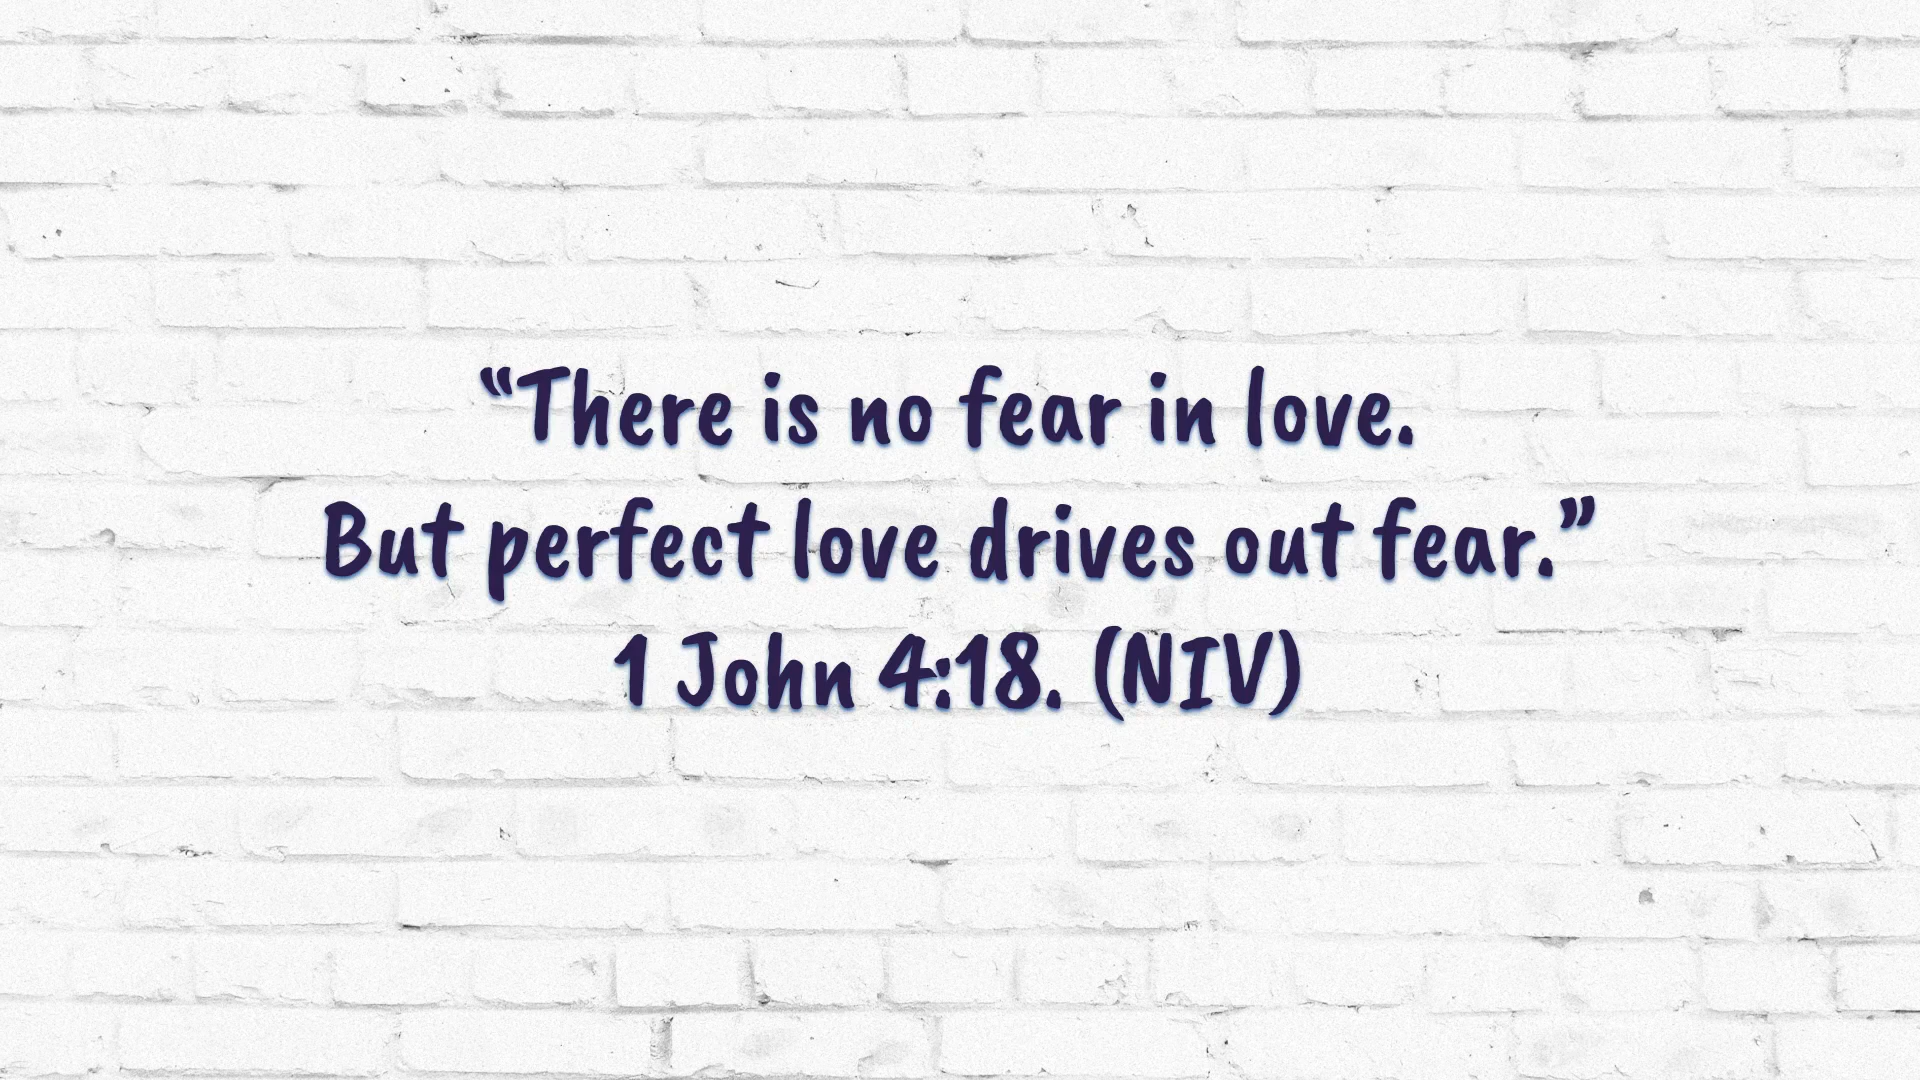 “There is no fear in love.
But perfect love drives out fear.”
1 John 4:18. (NIV)